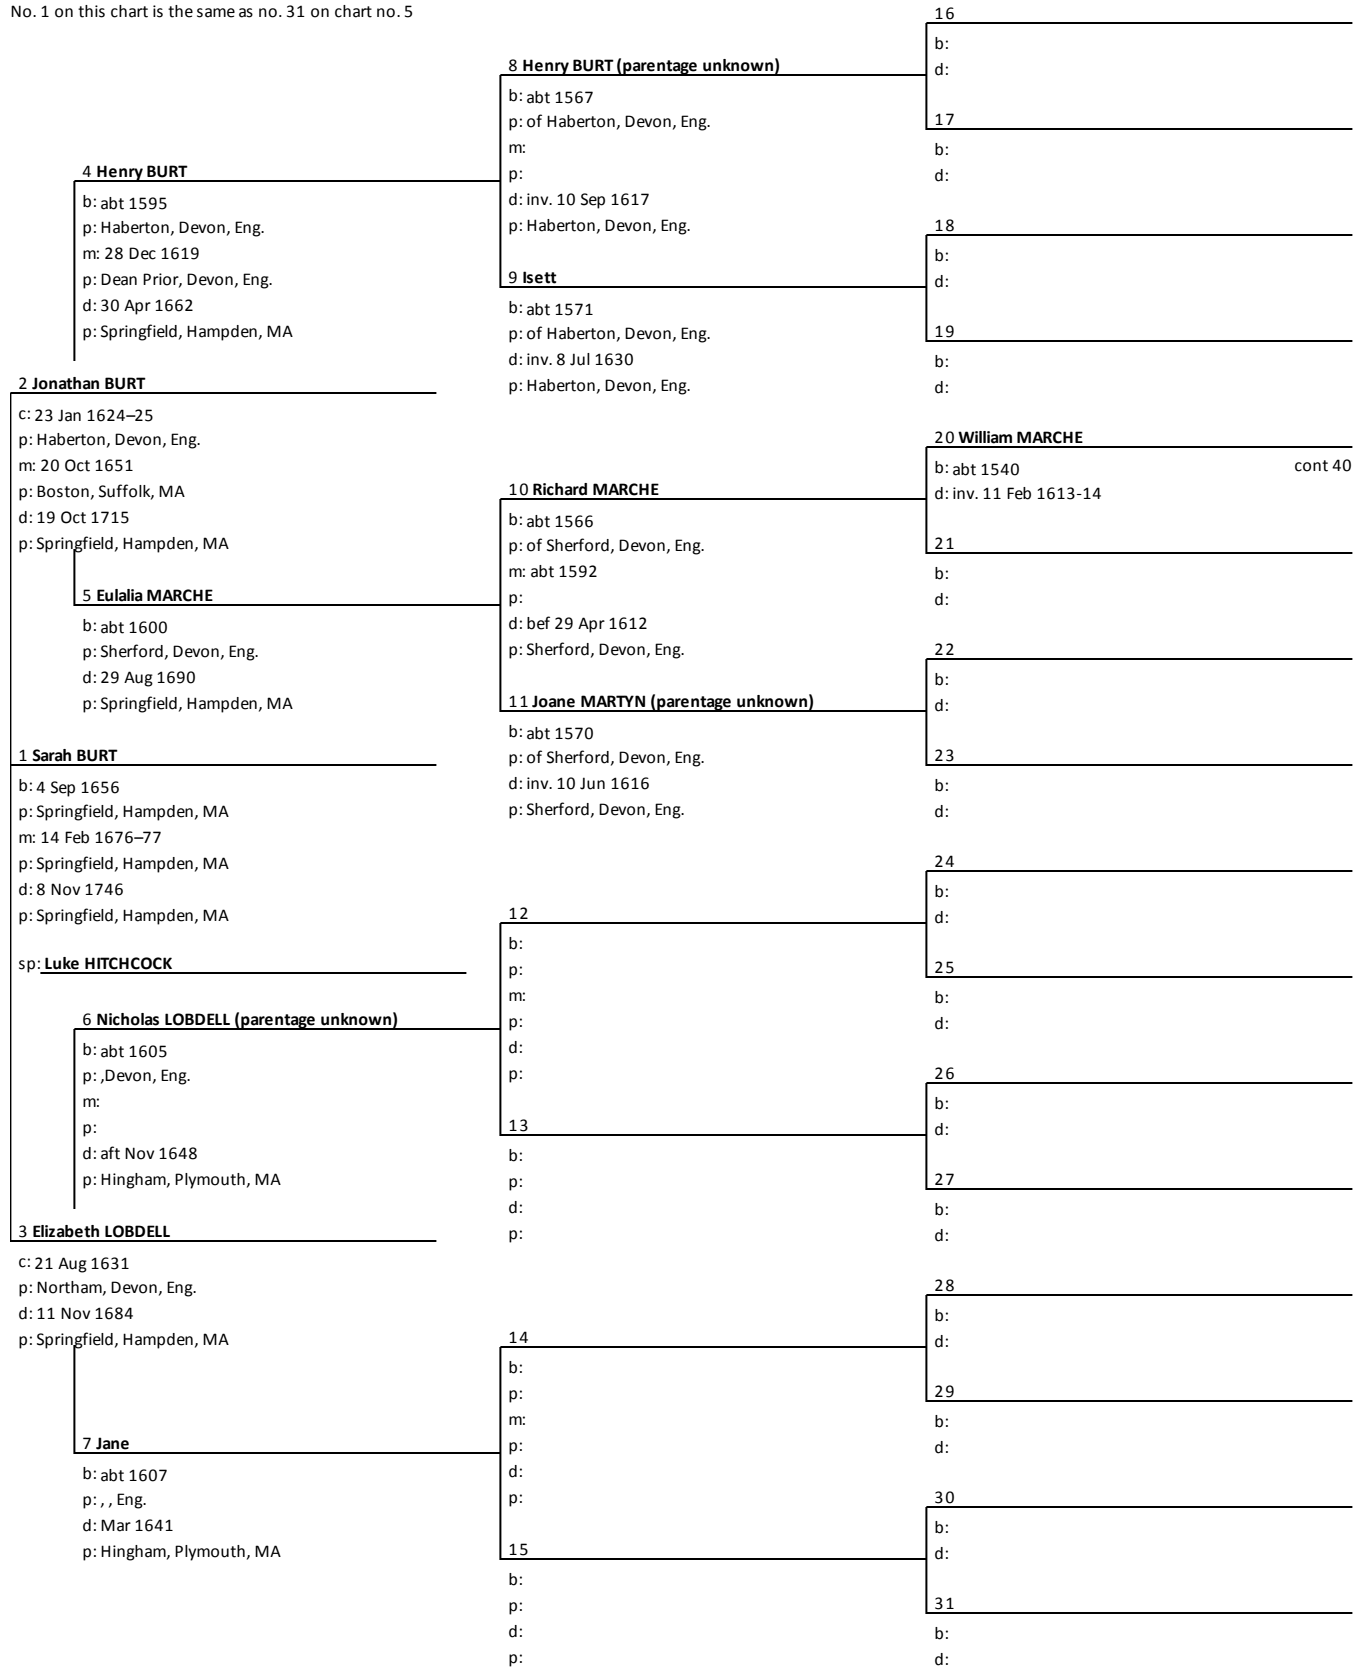 No. 1 on this chart is the same as no. 31 on chart no. 5
16
b:
d:
8 Henry BURT (parentage unknown)
b: abt 1567
p: of Haberton, Devon, Eng.
m:
p:
d: inv. 10 Sep 1617
p: Haberton, Devon, Eng.
17
b:
d:
4 Henry BURT
b: abt 1595
p: Haberton, Devon, Eng.
m: 28 Dec 1619
p: Dean Prior, Devon, Eng.
d: 30 Apr 1662
p: Springfield, Hampden, MA
18
b:
d:
9 Isett
b: abt 1571
p: of Haberton, Devon, Eng.
d: inv. 8 Jul 1630
p: Haberton, Devon, Eng.
19
b:
d:
2 Jonathan BURT
c: 23 Jan 1624–25
p: Haberton, Devon, Eng.
m: 20 Oct 1651
p: Boston, Suffolk, MA
d: 19 Oct 1715
p: Springfield, Hampden, MA
20 William MARCHE
b: abt 1540 cont 40
d: inv. 11 Feb 1613-14
10 Richard MARCHE
b: abt 1566
p: of Sherford, Devon, Eng.
m: abt 1592
p:
d: bef 29 Apr 1612
p: Sherford, Devon, Eng.
21
b:
d:
5 Eulalia MARCHE
b: abt 1600
p: Sherford, Devon, Eng.
d: 29 Aug 1690
p: Springfield, Hampden, MA
22
b:
d:
11 Joane MARTYN (parentage unknown)
b: abt 1570
p: of Sherford, Devon, Eng.
d: inv. 10 Jun 1616
p: Sherford, Devon, Eng.
23
b:
d:
1 Sarah BURT
b: 4 Sep 1656
p: Springfield, Hampden, MA
m: 14 Feb 1676–77
p: Springfield, Hampden, MA
d: 8 Nov 1746
p: Springfield, Hampden, MA
sp: Luke HITCHCOCK
24
b:
d:
12
b:
p:
m:
p:
d:
p:
25
b:
d:
6 Nicholas LOBDELL (parentage unknown)
b: abt 1605
p: ,Devon, Eng.
m:
p:
d: aft Nov 1648
p: Hingham, Plymouth, MA
26
b:
d:
13
b:
p:
d:
p:
27
b:
d:
3 Elizabeth LOBDELL
c: 21 Aug 1631
p: Northam, Devon, Eng.
d: 11 Nov 1684
p: Springfield, Hampden, MA
28
b:
d:
14
b:
p:
m:
p:
d:
p:
29
b:
d:
7 Jane
b: abt 1607
p: , , Eng.
d: Mar 1641
p: Hingham, Plymouth, MA
30
b:
d:
15
b:
p:
d:
p:
31
b:
d: